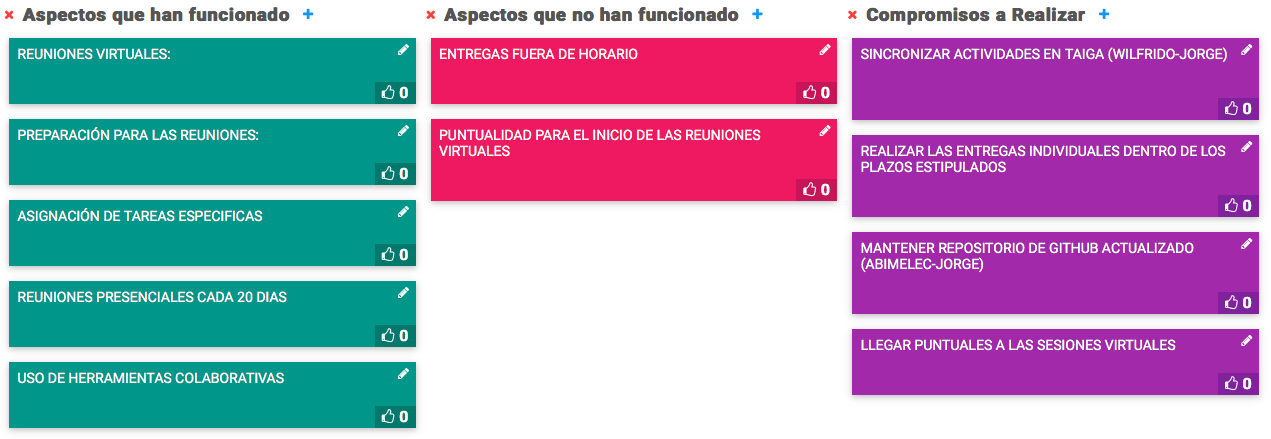 Aspectos que han funcionado
REUNIONES VIRTUALES:
0
PREPARACIÓN PARA LAS REUNIONES:
0
ASIGNACIÓN DE TAREAS ESPECIFICAS
0
REUNIONES PRESENCIALES CADA 20 DIAS
0
USO DE HERRAMIENTAS COLABORATIVAS
0
Aspectos que no han funcionado
ENTREGAS FUERA DE HORARIO
0
PUNTUALIDAD PARA EL INICIO DE LAS REUNIONES
VIRTUALES
0
Compromisos a Realizar
SINCRONIZAR ACTIVIDADES EN TAIGA (WILFRIDO-JORGE)
0
REALIZAR LAS ENTREGAS INDIVIDUALES DENTRO DE LOS
PLAZOS ESTIPULADOS
0
MANTENER REPOSITORIO DE GITHUB ACTUALIZADO
(ABIMELEC-JORGE)
0
LLEGAR PUNTUALES A LAS SESIONES VIRTUALES
0